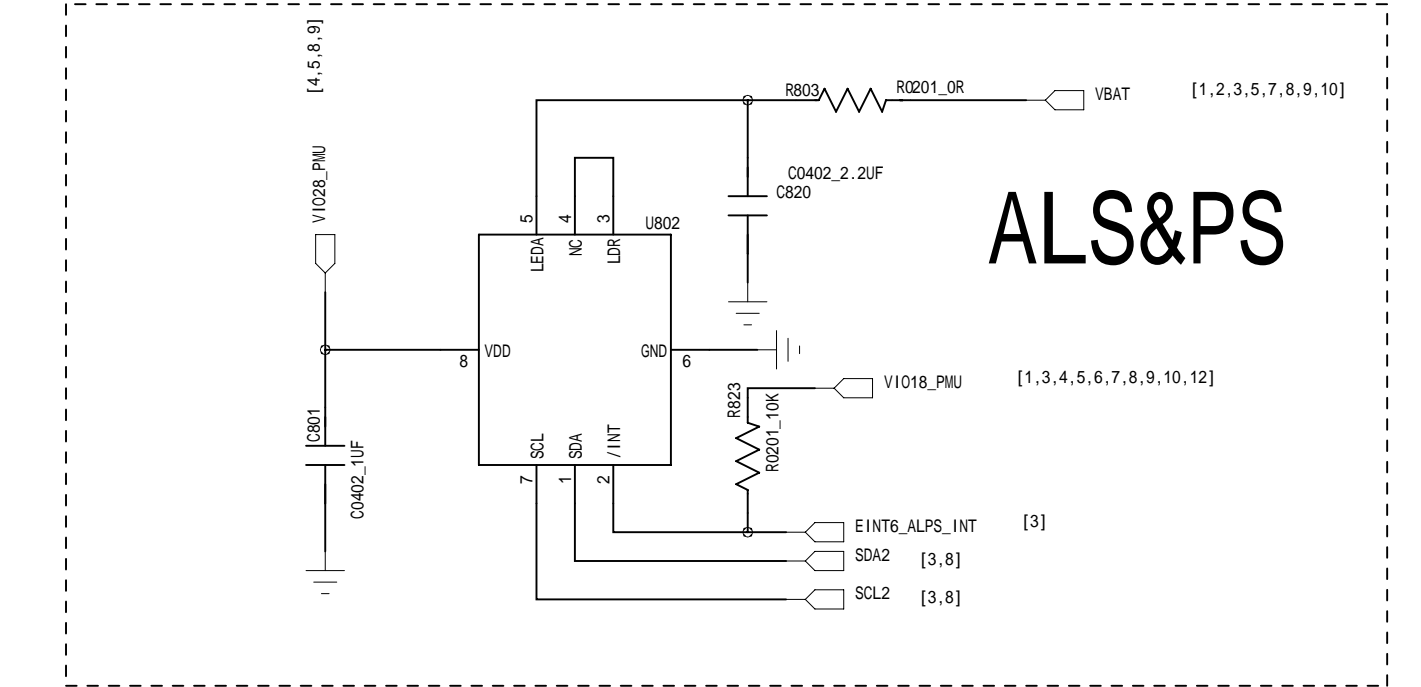 [4,5,8,9]
VIO28_PMU
R803
R0201_0R
VBAT
[1,2,3,5,7,8,9,10]
C0402_2.2UF
C820
ALS&PS
5
4
3
U802
LEDA
NC
LDR
8
VDD
GND
6
VIO18_PMU
[1,3,4,5,6,7,8,9,10,12]
R823
R0201_10K
C801
C0402_1UF
SCL
SDA
/INT
7
1
2
EINT6_ALPS_INT
[3]
SDA2
[3,8]
SCL2
[3,8]